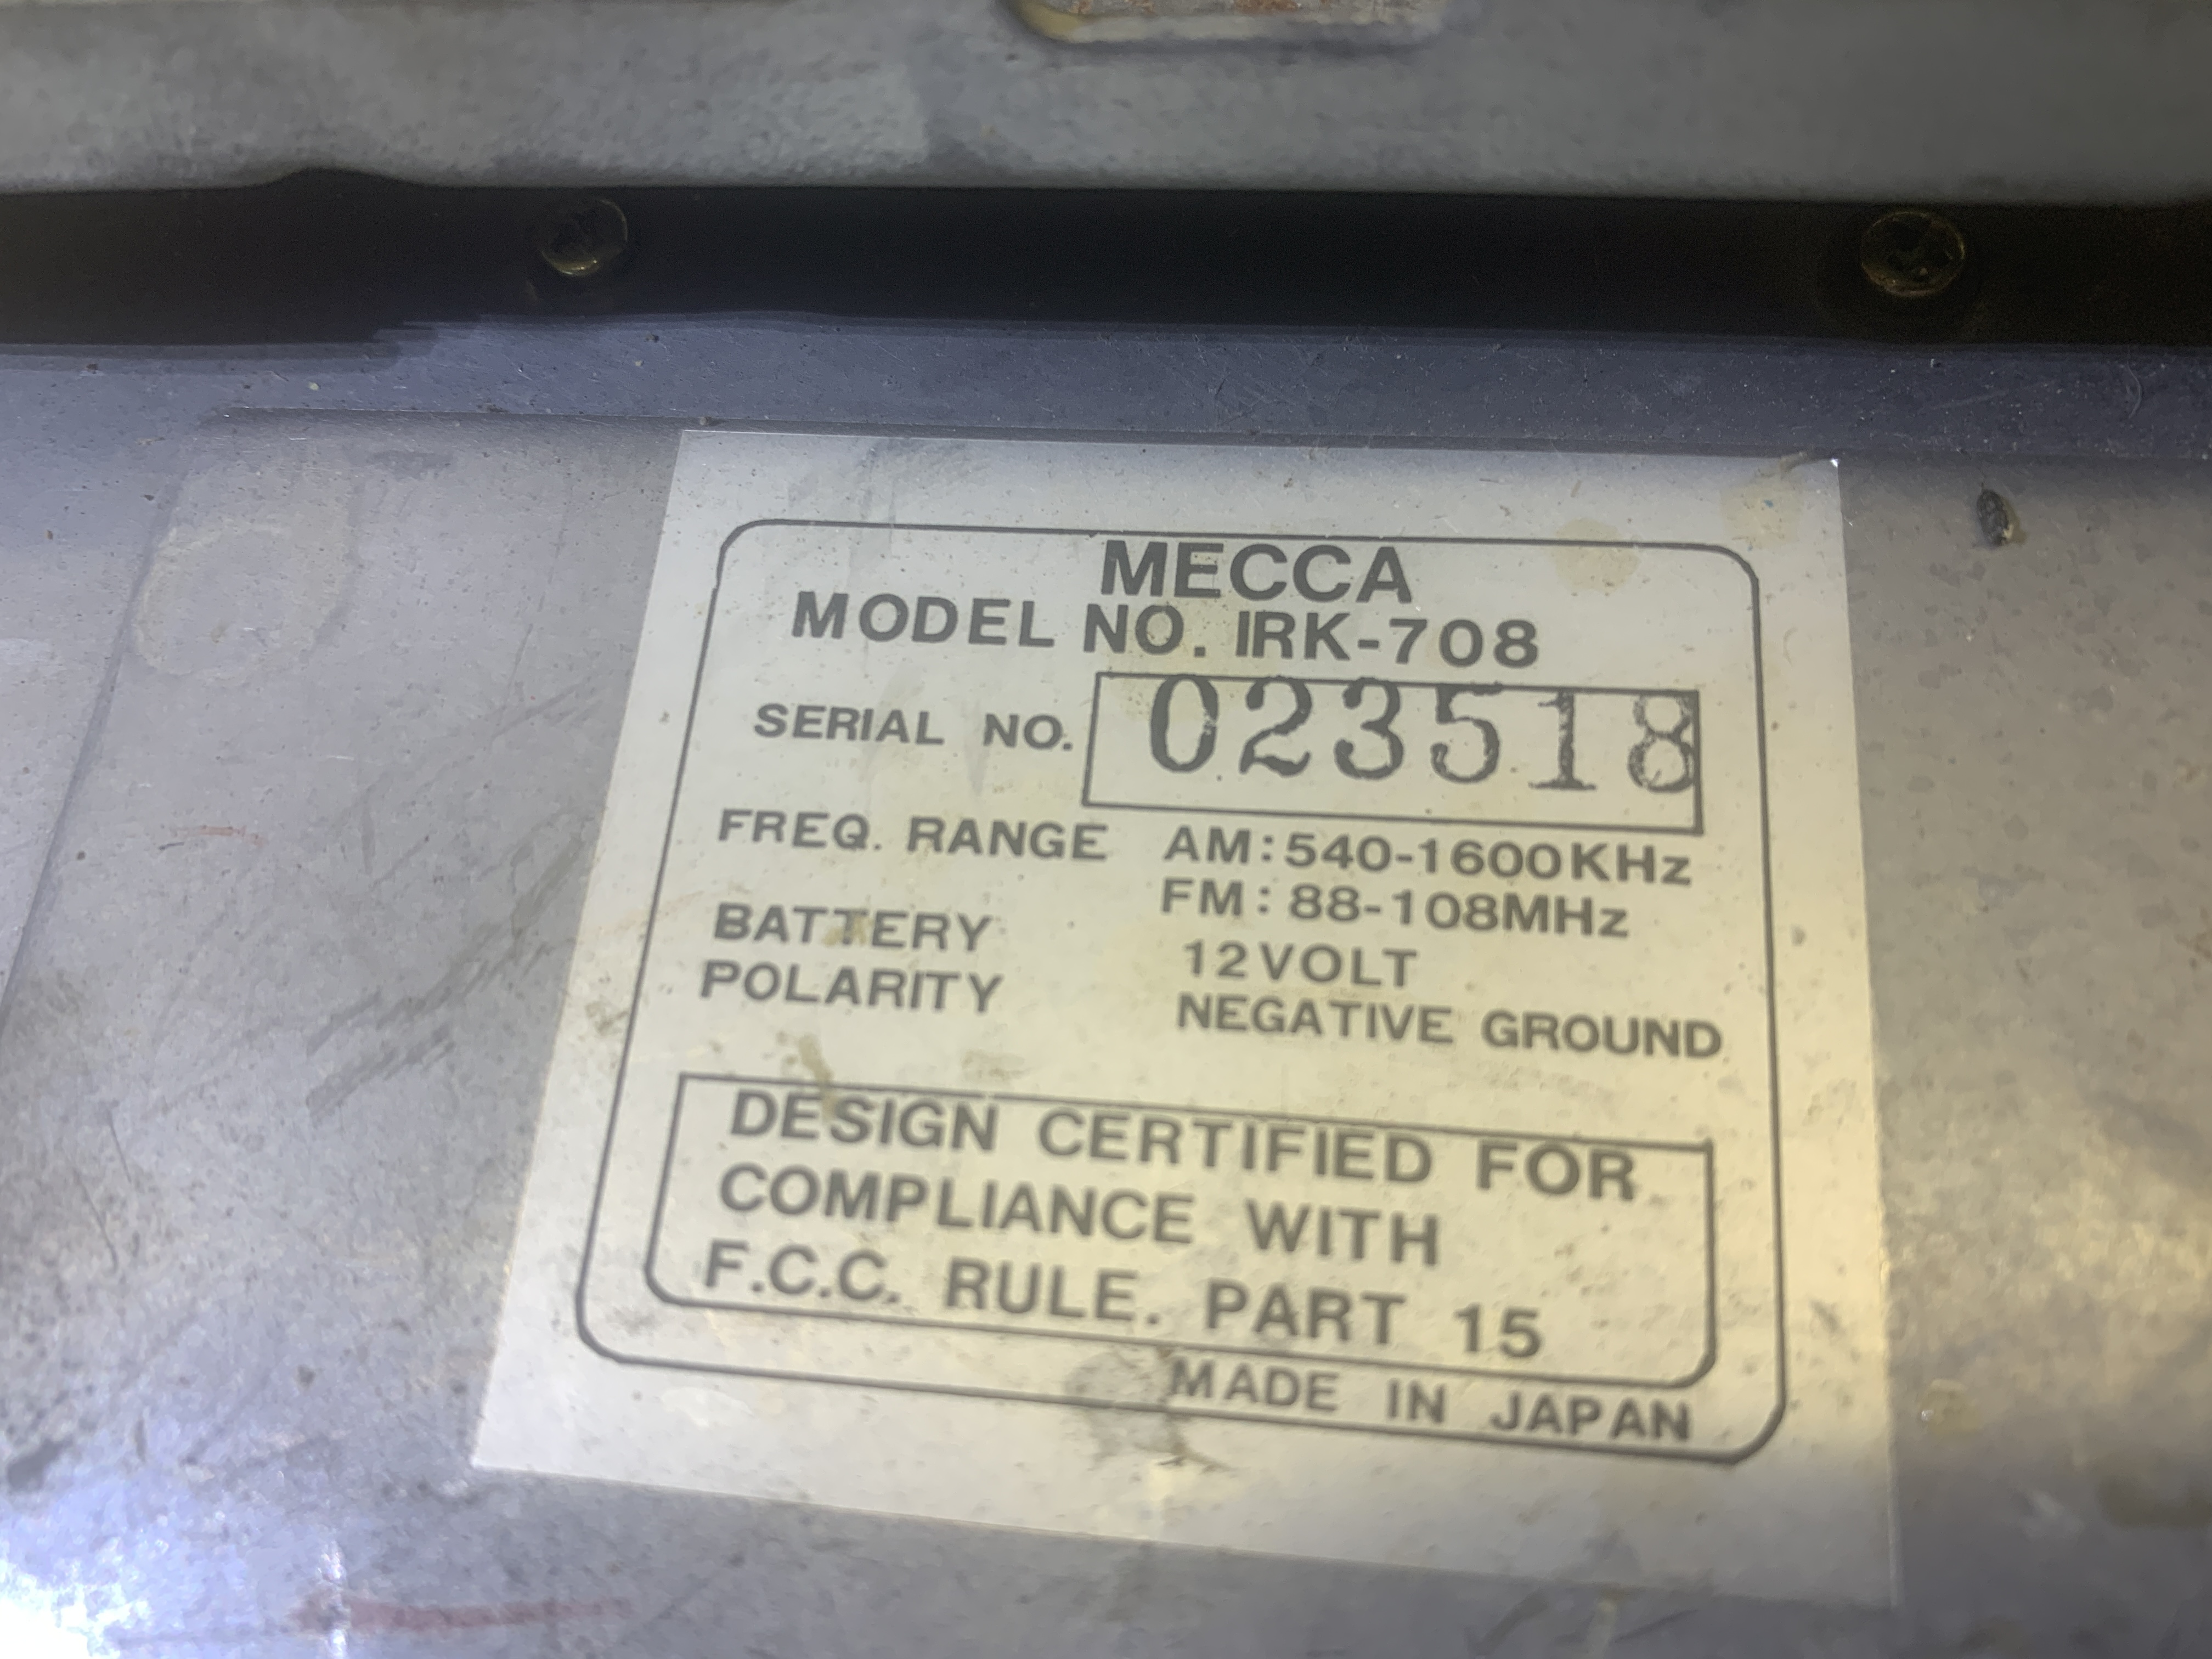 MECCA
MODEL NO. IRK-708
SERIAL NO. 023518
FREQ. RANGE AM:540-1600KHz
FM:88-108MHz
BATTERY 12VOLT
POLARITY NEGATIVE GROUND
DESIGN CERTIFIED FOR
COMPLIANCE WITH
F.C.C. RULE. PART 15
MADE IN JAPAN